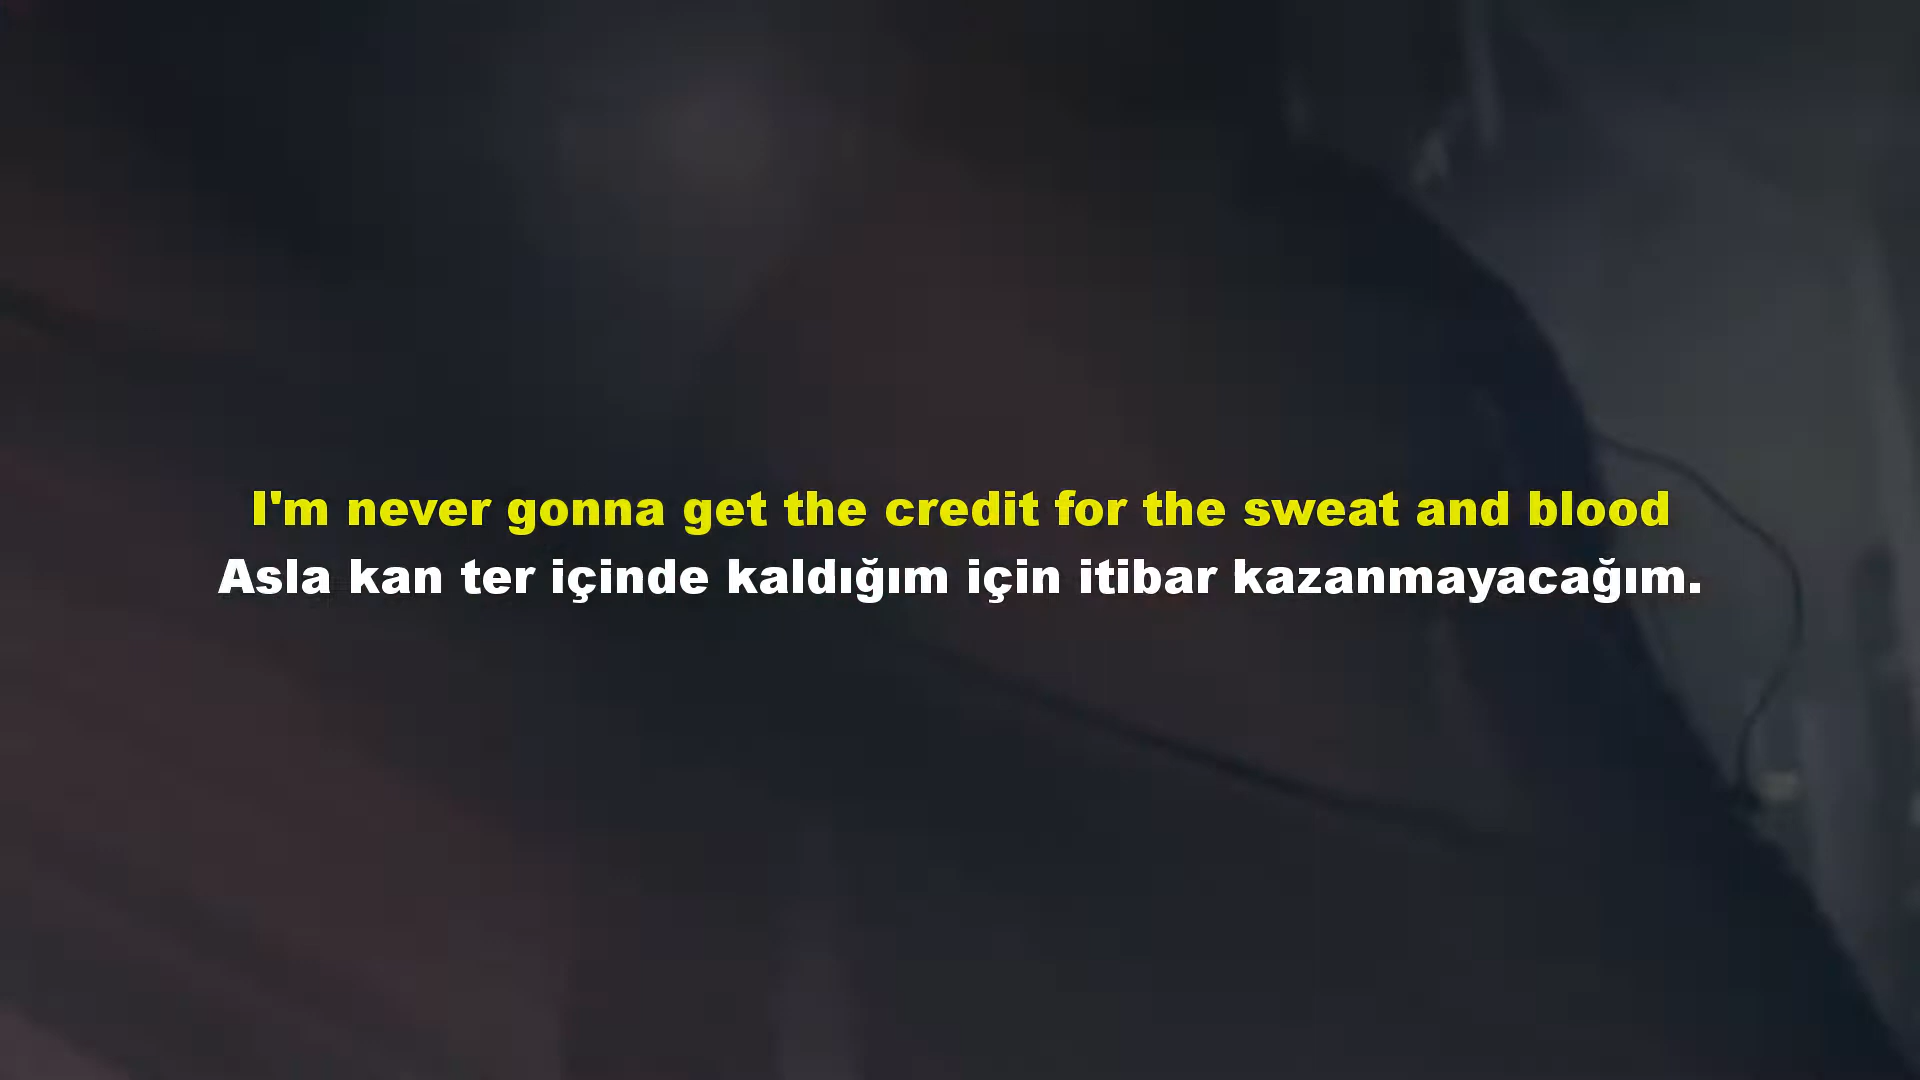 I'm never gonna get the credit for the sweat and blood
Asla kan ter içinde kaldığım için itibar kazanmayacağım.